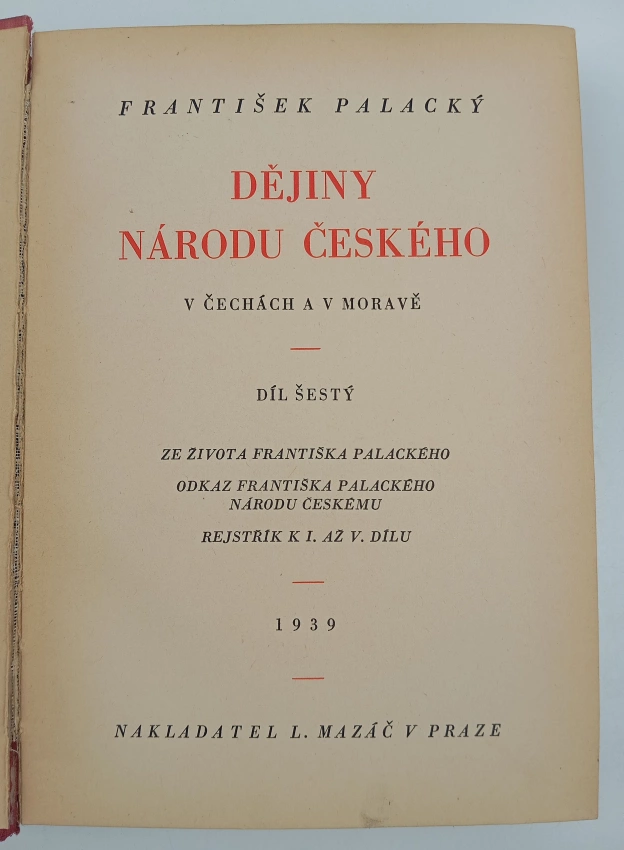 FRANTIŠEK PALACKÝ
DĚJINY
NÁRODU ČESKÉHO
V ČECHÁCH A V MORAVĚ
DÍL ŠESTÝ
ZE ŽIVOTA FRANTIŠKA PALACKÉHO
ODKAZ FRANTIŠKA PALACKÉHO
NÁRODU ČESKÉMU
REJSTŘÍK K I. AŽ V. DÍLU
1939
NAKLADATEL L. MAZÁČ V PRAZE